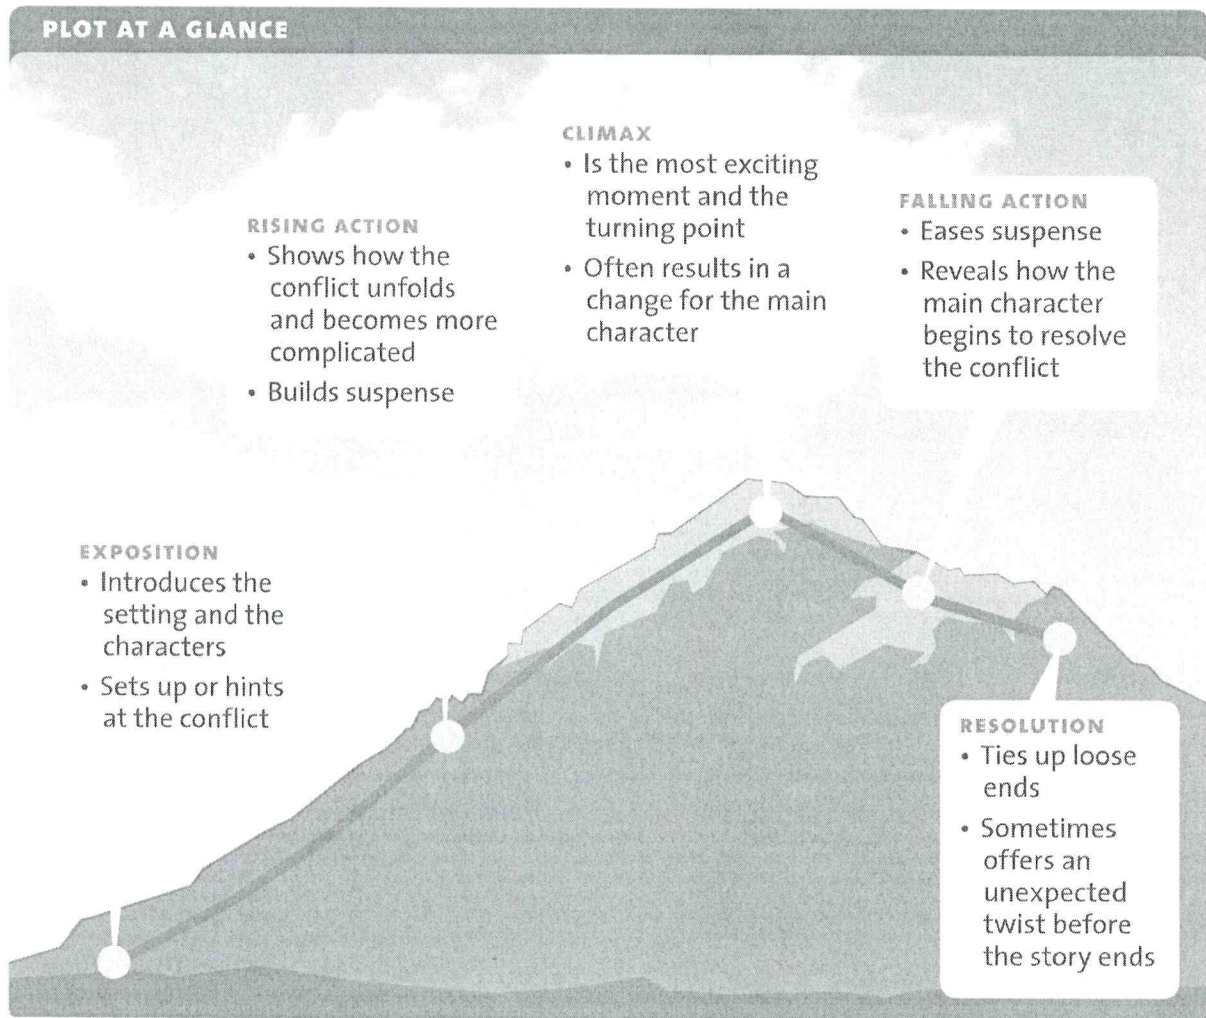 PLOT AT A GLANCE
EXPOSITION
• Introduces the
setting and the
characters
• Sets up or hints
at the conflict
RISING ACTION
• Shows how the
conflict unfolds
and becomes more
complicated
• Builds suspense
CLIMAX
• Is the most exciting
moment and the
turning point
• Often results in a
change for the main
character
FALLING ACTION
• Eases suspense
• Reveals how the
main character
begins to resolve
the conflict
RESOLUTION
• Ties up loose
ends
• Sometimes
offers an
unexpected
twist before
the story ends